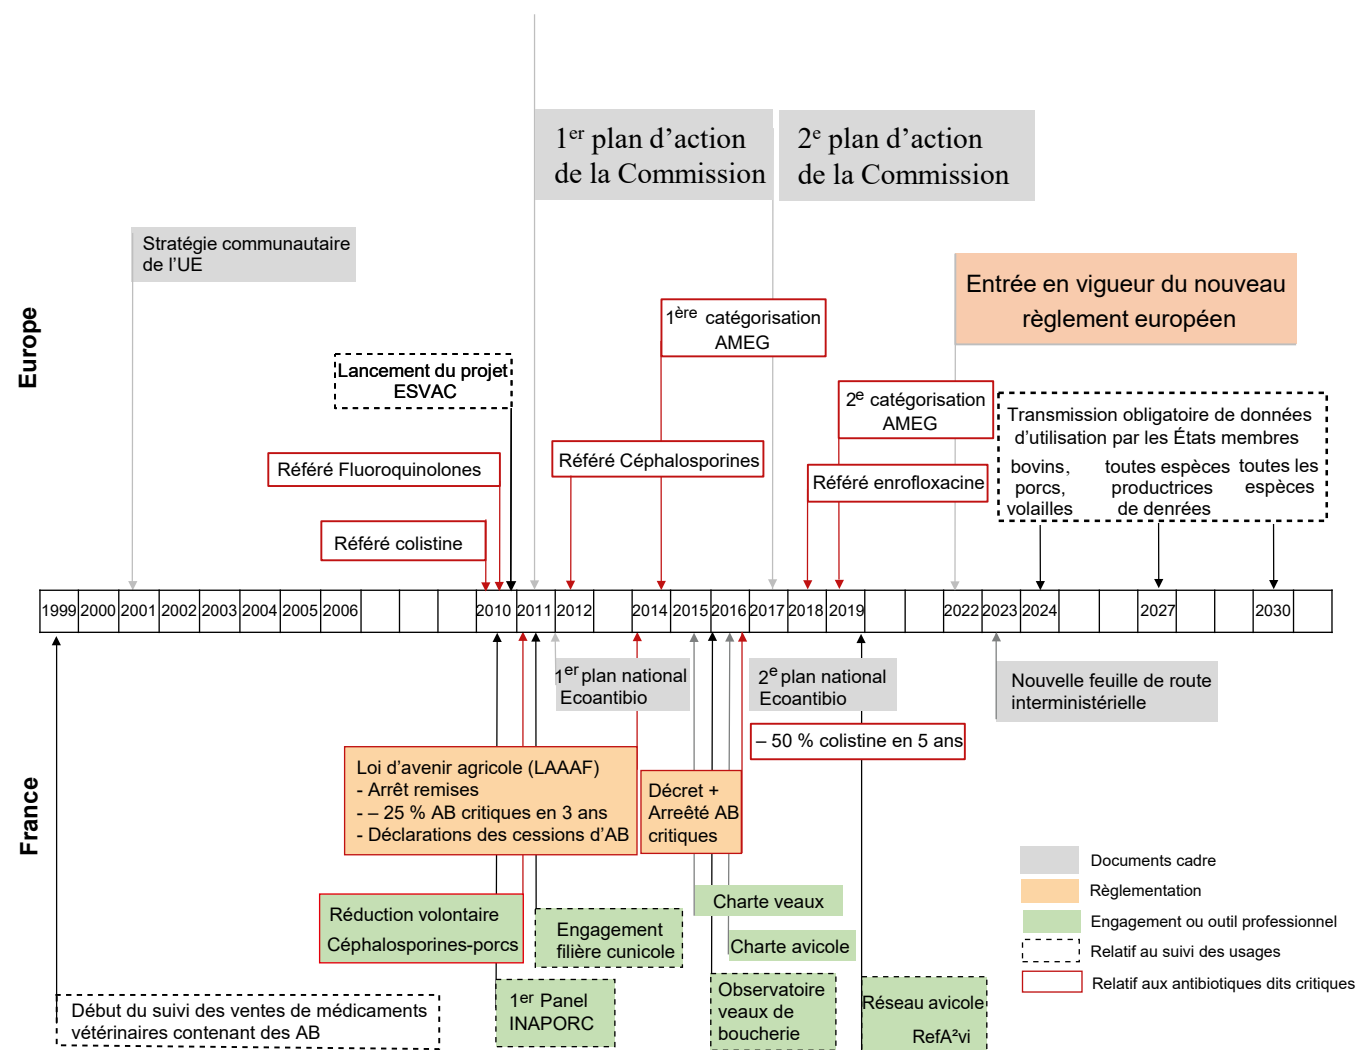 1er plan d'action
de la Commission
2e plan d'action
de la Commission
Stratégie communautaire
de l'UE
Entrée en vigueur du nouveau
règlement européen
1ère catégorisation
AMEG
Lancement du projet
ESVAC
2e catégorisation
AMEG
Transmission obligatoire de données
d'utilisation par les États membres
bovins,
porcs,
volailles
toutes espèces
productrices
de denrées
toutes les
espèces
Référé Fluoroquinolones
Référé Céphalosporines
Référé enrofloxacine
Référé colistine
Europe
1999 2000 2001 2002 2003 2004 2005 2006 2010 2011 2012 2014 2015 2016 2017 2018 2019 2022 2023 2024 2027 2030
France
1er plan national
Ecoantibio
2e plan national
Ecoantibio
Nouvelle feuille de route
interministérielle
– 50 % colistine en 5 ans
Loi d'avenir agricole (LAAAF)
- Arrêt remises
- – 25 % AB critiques en 3 ans
- Déclarations des cessions d'AB
Décret +
Arreêté AB
critiques
Réduction volontaire
Céphalosporines-porcs
Engagement
filière cunicole
Charte veaux
Charte avicole
1er Panel
INAPORC
Observatoire
veaux de
boucherie
Réseau avicole
RefA²vi
Début du suivi des ventes de médicaments
vétérinaires contenant des AB
Documents cadre
Règlementation
Engagement ou outil professionnel
Relatif au suivi des usages
Relatif aux antibiotiques dits critiques